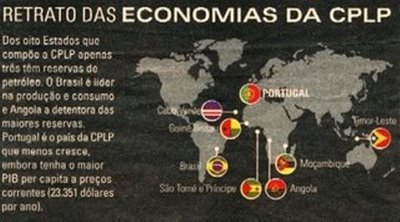 RETRATO DAS ECONOMIAS DA CPLP
Dos oito Estados que
compõe a CPLP apenas
três têm reservas de
petróleo. O Brasil é líder
na produção e consumo
e Angola a detentora das
maiores reservas.
Portugal é o país da CPLP
que menos cresce,
embora tenha o maior
PIB per capita a preços
correntes (23.351 dólares
por ano).
PORTUGAL
Cabo Verde
Guiné Bissau
Timor-Leste
Brasil
Moçambique
São Tomé e Príncipe
Angola